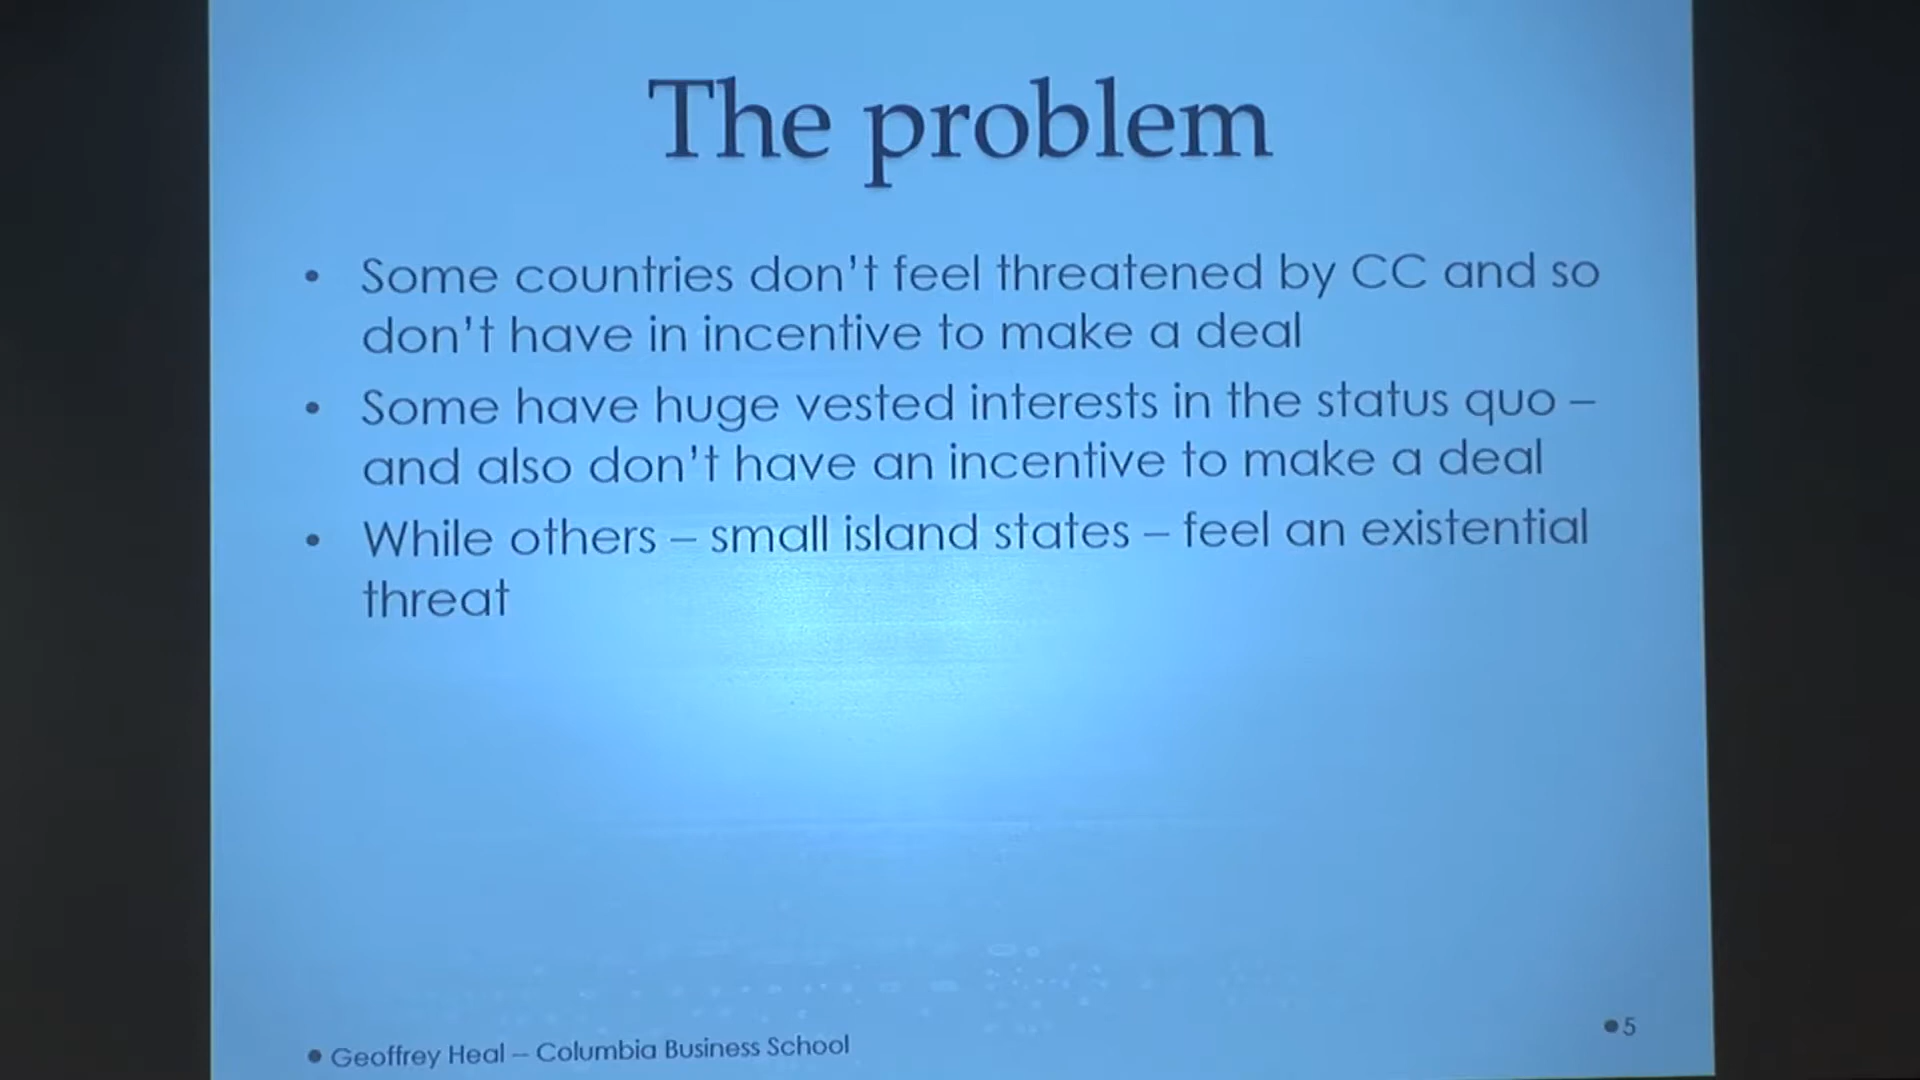 The problem
• Some countries don't feel threatened by CC and so
don't have in incentive to make a deal
• Some have huge vested interests in the status quo –
and also don't have an incentive to make a deal
• While others – small island states – feel an existential
threat
• Geoffrey Heal – Columbia Business School
• 5